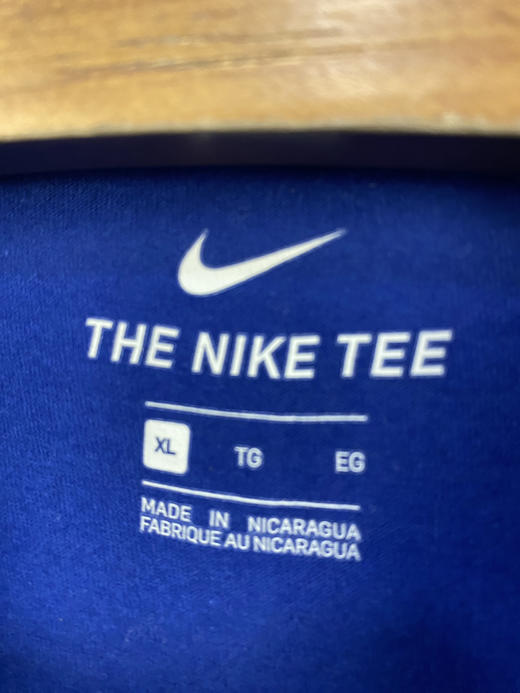 THE NIKE TEE
XL TG EG
MADE IN NICARAGUA
FABRIQUE AU NICARAGUA